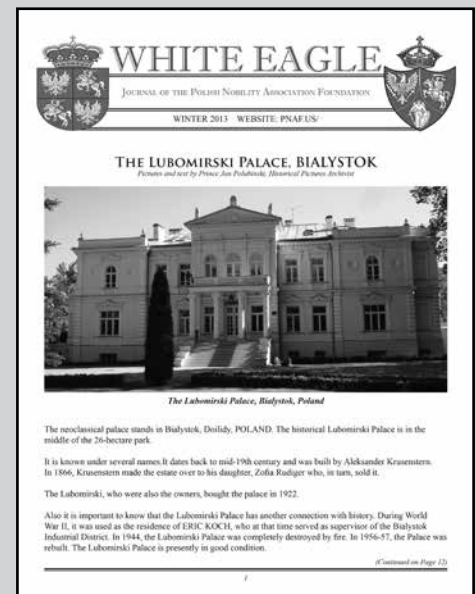 WHITE EAGLE
JOURNAL OF THE POLISH NOBILITY ASSOCIATION FOUNDATION
WINTER 2013 WEBSITE: PNAF.US/
THE LUBOMIRSKI PALACE, BIALYSTOK
Pictures and text by Prince Jan Polubinski, Historical Pictures Archivist
The Lubomirski Palace, Bialystok, Poland
The neoclassical palace stands in Bialystok, Doilidy, POLAND. The historical Lubomirski Palace is in the
middle of the 26-hectare park.
It is known under several names.It dates back to mid-19th century and was built by Aleksander Krusenstern.
In 1866, Krusenstern made the estate over to his daughter, Zofia Rudiger who, in turn, sold it.
The Lubomirski, who were also the owners, bought the palace in 1922.
Also it is important to know that the Lubomirski Palace has another connection with history. During World
War II, it was used as the residence of ERIC KOCH, who at that time served as supervisor of the Bialystok
Industrial District. In 1944, the Lubomirski Palace was completely destroyed by fire. In 1956-57, the Palace was
rebuilt. The Lubomirski Palace is presently in good condition.
(Continued on Page 12)
1